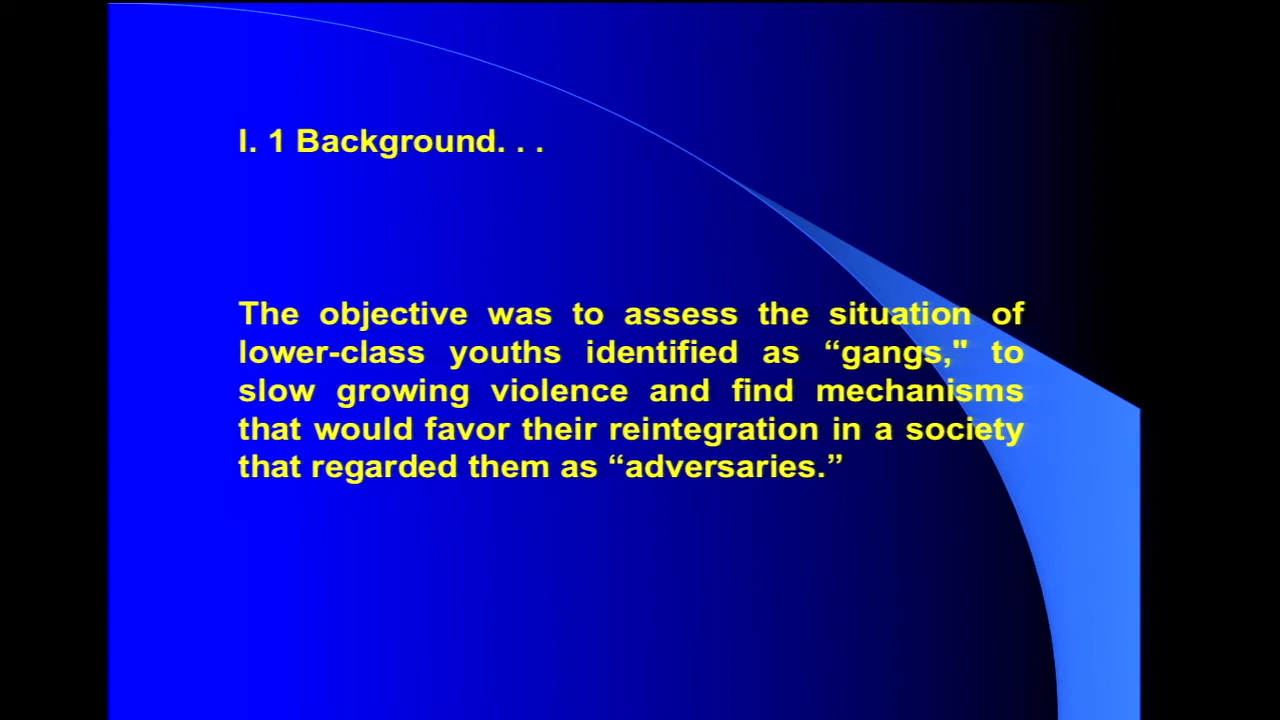 I. 1 Background. . .
The objective was to assess the situation of
lower-class youths identified as “gangs," to
slow growing violence and find mechanisms
that would favor their reintegration in a society
that regarded them as “adversaries.”